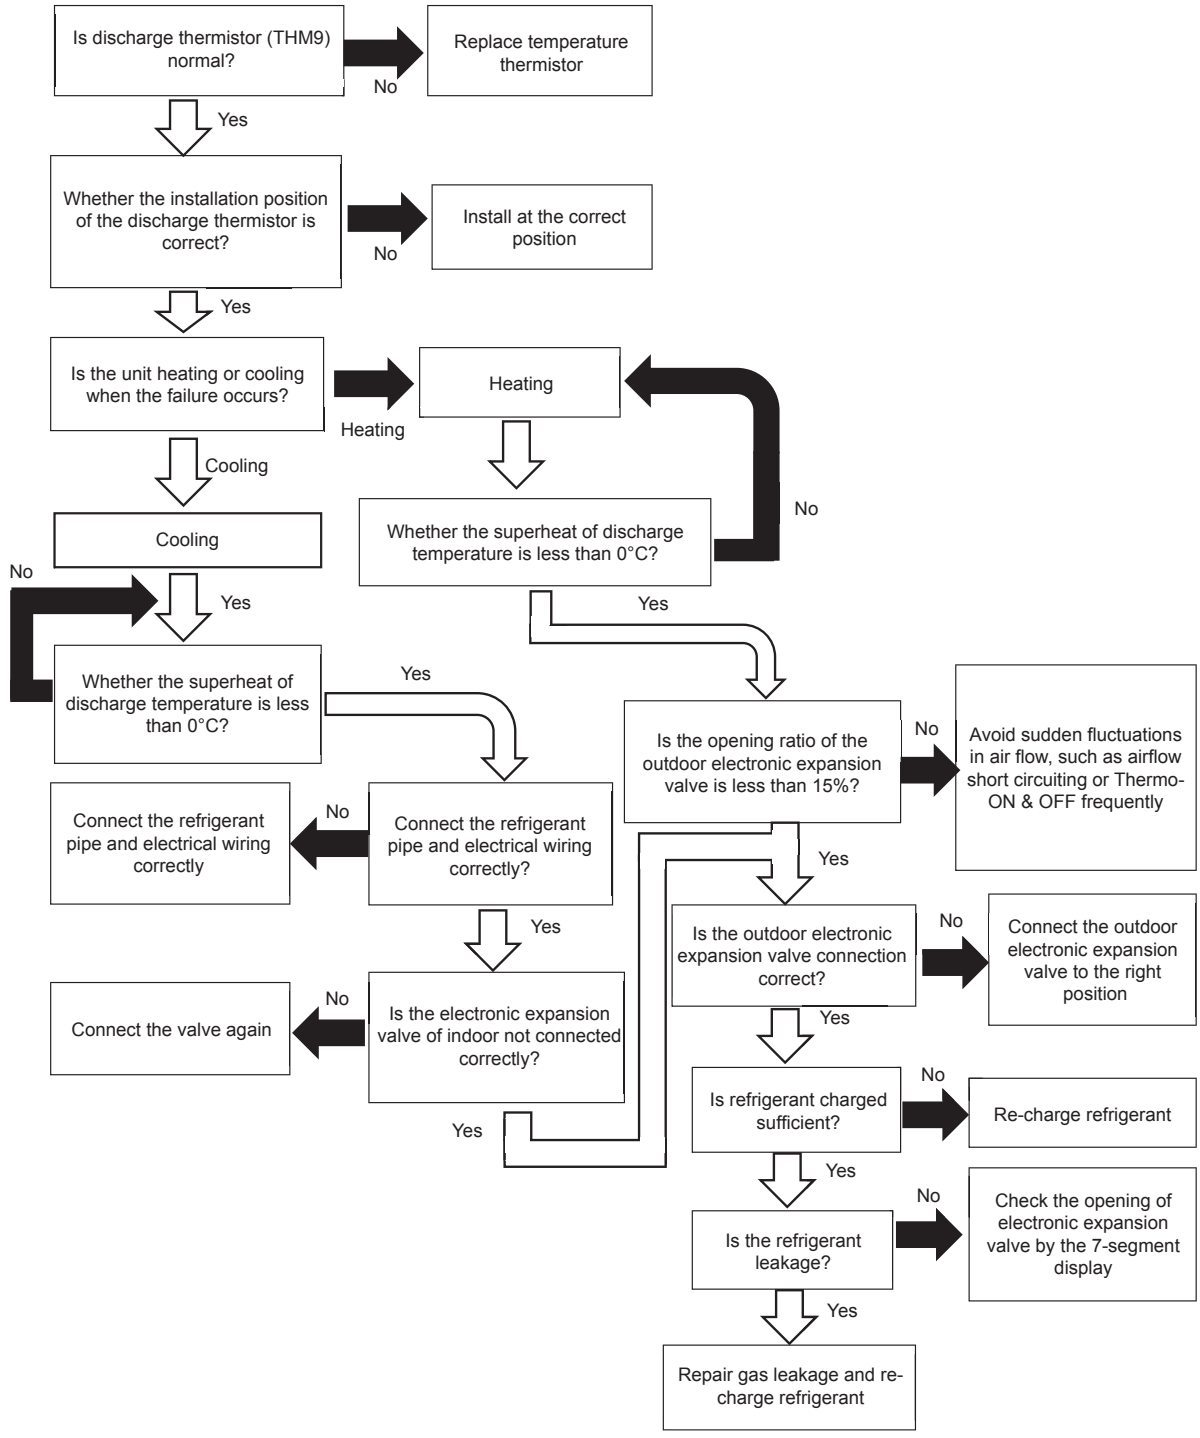 Is discharge thermistor (THM9)
normal?
No
Replace temperature
thermistor
Yes
Whether the installation position
of the discharge thermistor is
correct?
No
Install at the correct
position
Yes
Is the unit heating or cooling
when the failure occurs?
Heating
Heating
Cooling
Cooling
No
Yes
Whether the superheat of discharge
temperature is less than 0°C?
No
Yes
Whether the superheat of
discharge temperature is less
than 0°C?
Yes
Is the opening ratio of the
outdoor electronic expansion
valve is less than 15%?
No
Avoid sudden fluctuations
in air flow, such as airflow
short circuiting or Thermo-
ON & OFF frequently
Connect the refrigerant
pipe and electrical wiring
correctly
No
Connect the refrigerant
pipe and electrical wiring
correctly?
Yes
Yes
Is the outdoor electronic
expansion valve connection
correct?
No
Connect the outdoor
electronic expansion
valve to the right
position
Connect the valve again
No
Is the electronic expansion
valve of indoor not connected
correctly?
Yes
Yes
Is refrigerant charged
sufficient?
No
Re-charge refrigerant
Yes
Is the refrigerant
leakage?
No
Check the opening of
electronic expansion
valve by the 7-segment
display
Yes
Repair gas leakage and re-
charge refrigerant